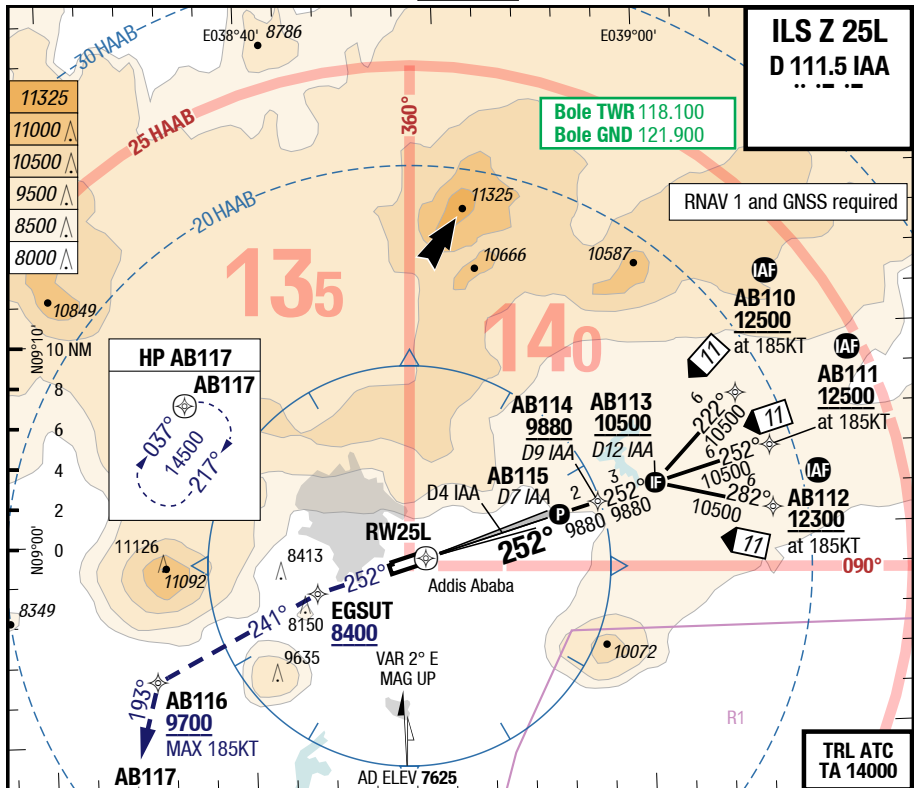 ILS Z 25L
D 111.5 IAA
Bole TWR 118.100
Bole GND 121.900
RNAV 1 and GNSS required
E038°40'
8786
E039°00'
30 HAAB
25 HAAB
20 HAAB
360°
11325
11000
10500
9500
8500
8000
11325
10666
10587
10849
135
140
N09°10'
10 NM
8
6
4
2
0
N09°00'
HP AB117
AB117
037°
14500
217°
IAF
AB110
12500
at 185KT
11
IAF
AB111
12500
at 185KT
11
IAF
AB112
12300
at 185KT
11
6
222°
10500
6
252°
10500
6
282°
10500
IF
AB113
10500
D12 IAA
AB114
9880
D9 IAA
AB115
D7 IAA
D4 IAA
P
2
9880
3
252°
9880
252°
RW25L
Addis Ababa
090°
11126
11092
8413
8150
8349
9635
10072
252°
EGSUT
8400
241°
AB116
9700
MAX 185KT
193°
AB117
VAR 2° E
MAG UP
AD ELEV 7625
R1
TRL ATC
TA 14000